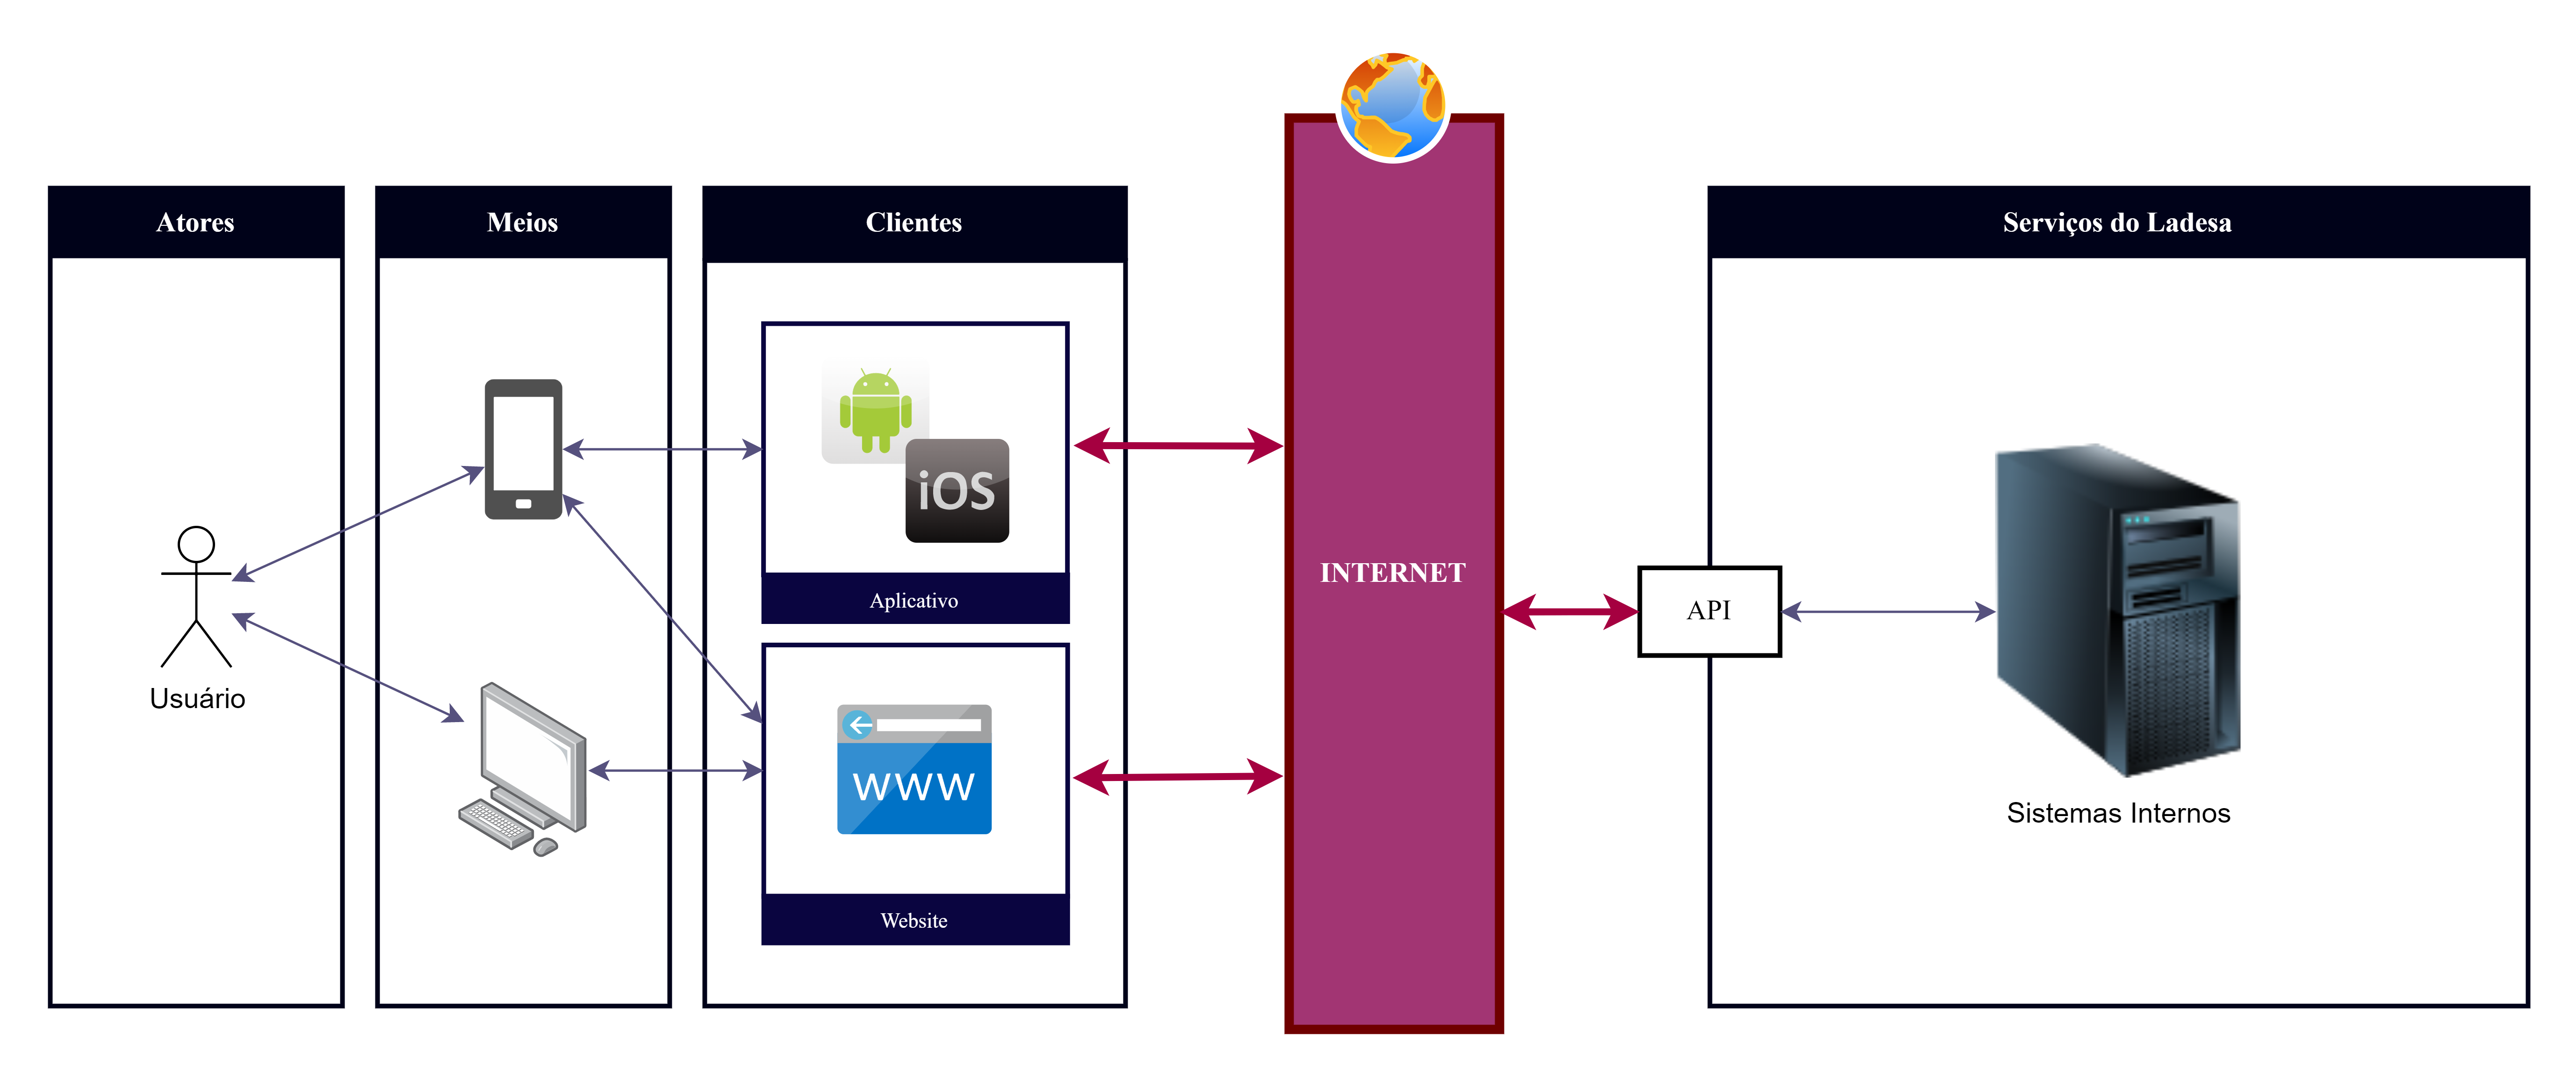 Atores
Meios
Clientes
Serviços do Ladesa
iOS
Aplicativo
INTERNET
API
Usuário
www
Sistemas Internos
Website